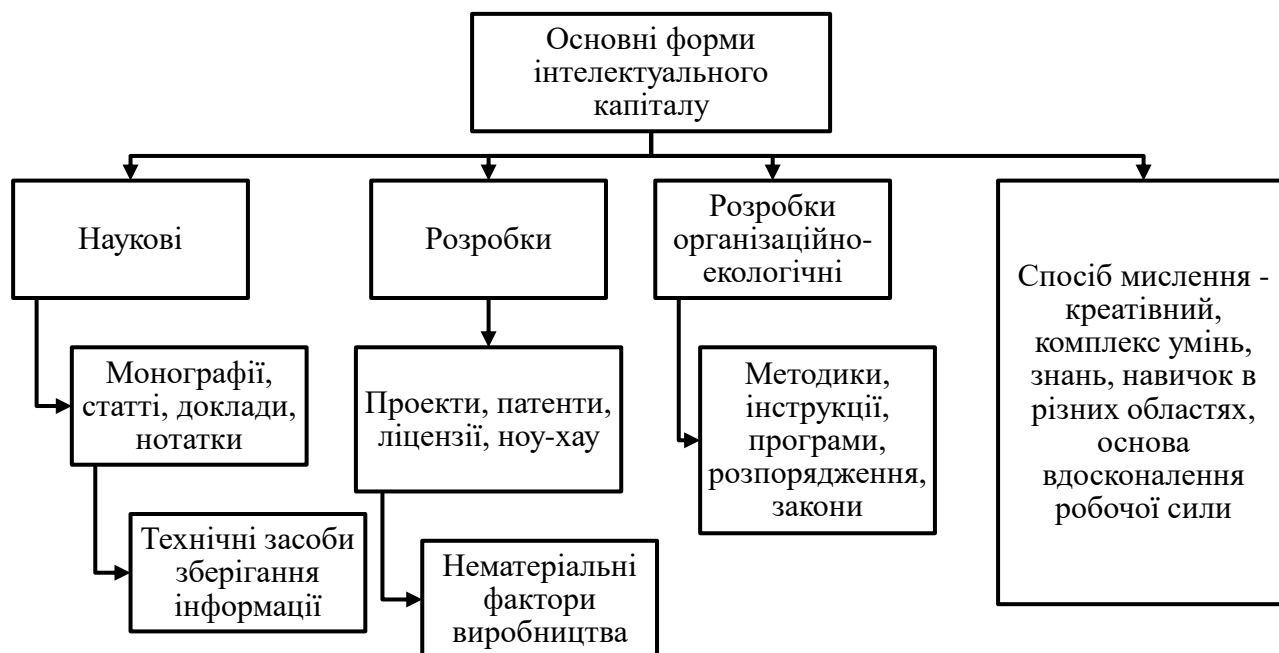 Основні форми
інтелектуального
капіталу
Наукові
Розробки
Розробки
організаційно-
екологічні
Спосіб мислення -
креатівний,
комплекс умінь,
знань, навичок в
різних областях,
основа
вдосконалення
робочої сили
Монографії,
статті, доклади,
нотатки
Проекти, патенти,
ліцензії, ноу-хау
Методики,
інструкції,
програми,
розпорядження,
закони
Технічні засоби
зберігання
інформації
Нематеріальні
фактори
виробництва